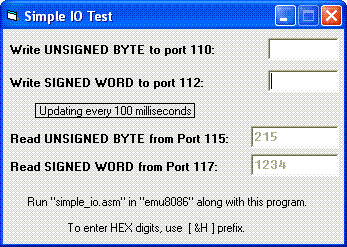 Simple IO Test
Write UNSIGNED BYTE to port 110:
Write SIGNED WORD to port 112:
Updating every 100 milliseconds
Read UNSIGNED BYTE from Port 115: 215
Read SIGNED WORD from Port 117: 1234
Run "simple_io.asm" in "emu8086" along with this program.
To enter HEX digits, use [ &H ] prefix.